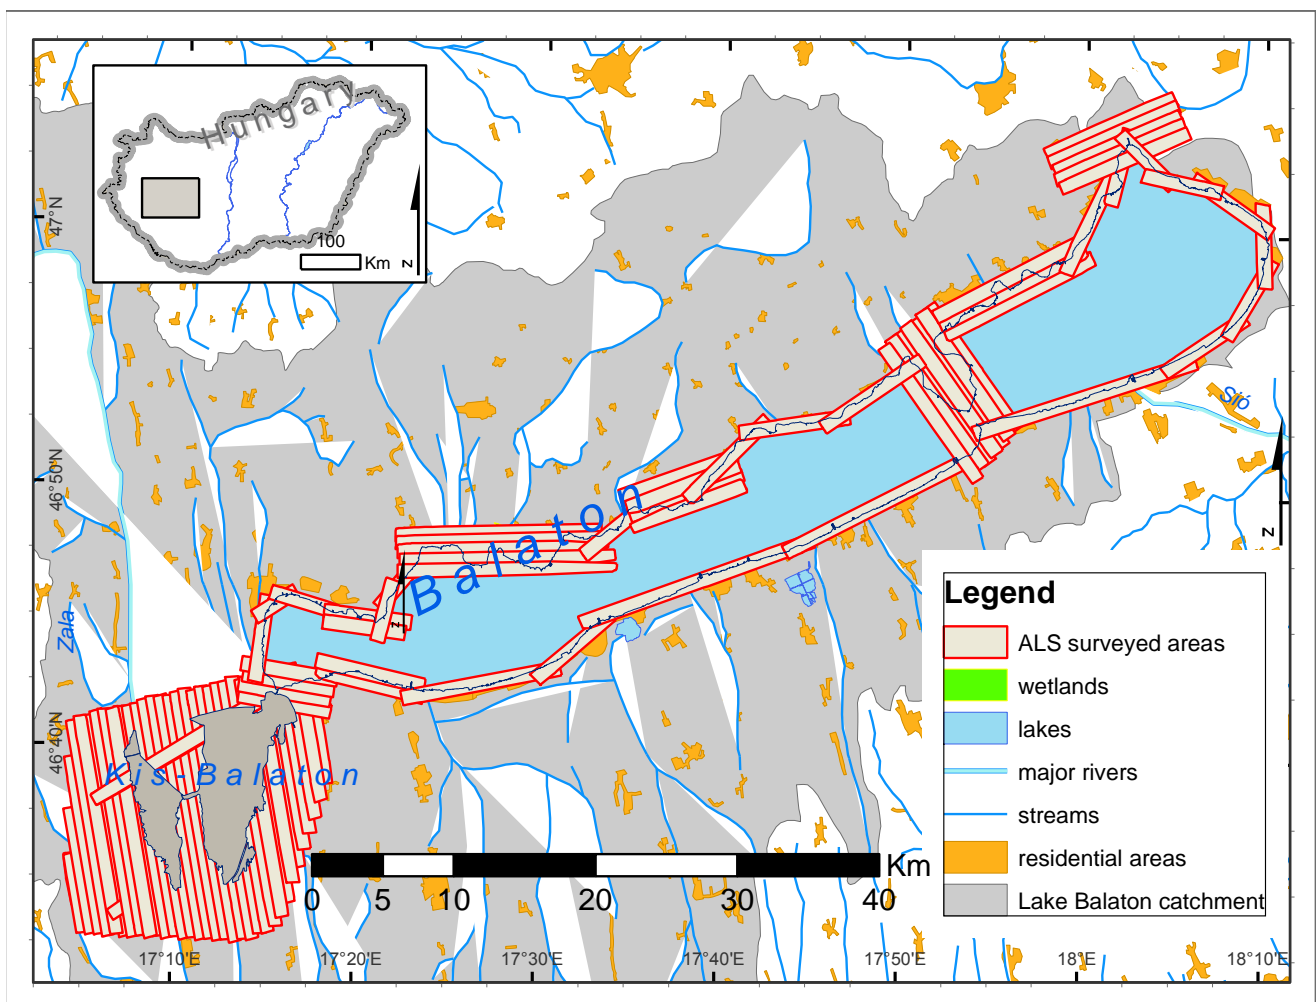 Hungary
100
Km
z
47°N
46°50'N
46°40'N
Sió
z
Balaton
z
Zala
Kis-Balaton
Legend
ALS surveyed areas
wetlands
lakes
major rivers
streams
residential areas
Lake Balaton catchment
Km
0 5 10 20 30 40
17°10'E 17°20'E 17°30'E 17°40'E 17°50'E 18°E 18°10'E